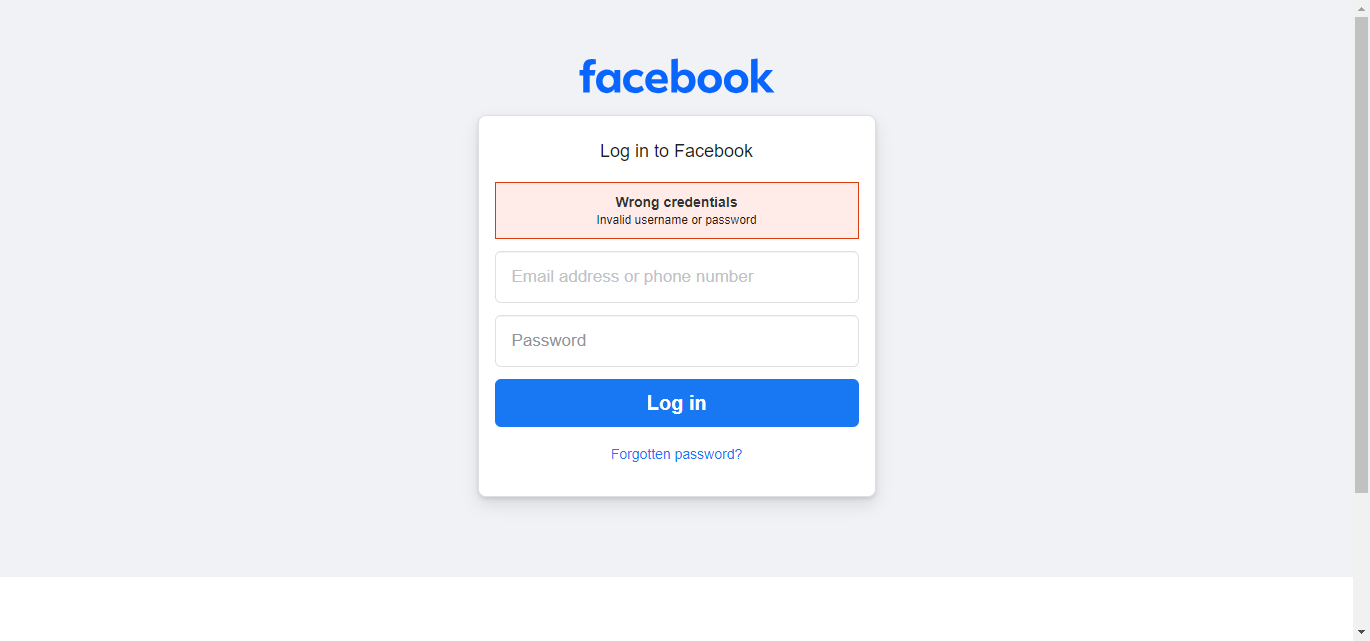 facebook
Log in to Facebook
Wrong credentials
Invalid username or password
Email address or phone number
Password
Log in
Forgotten password?